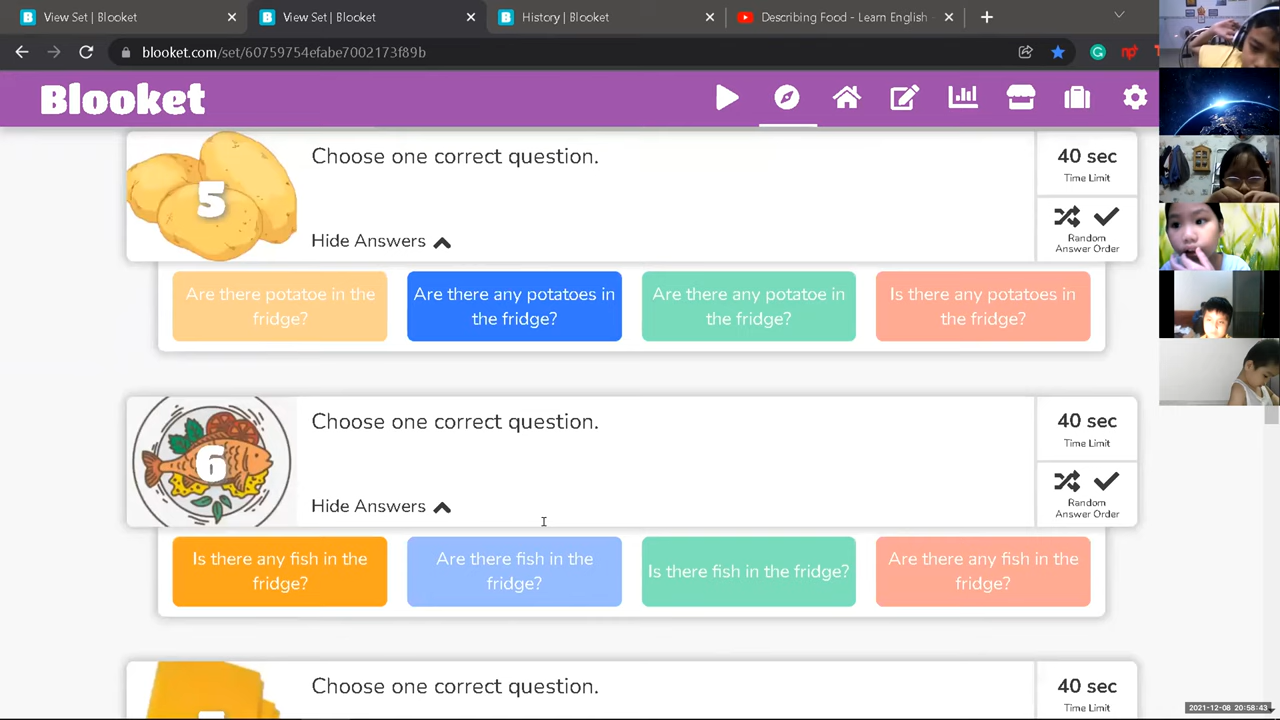 View Set | Blooket
View Set | Blooket
History | Blooket
Describing Food - Learn English
blooket.com/set/60759754efabe7002173f89b
Blooket
5
Choose one correct question.
Hide Answers
40 sec
Time Limit
Random
Answer Order
Are there potatoe in the
fridge?
Are there any potatoes in
the fridge?
Are there any potatoe in
the fridge?
Is there any potatoes in
the fridge?
6
Choose one correct question.
Hide Answers
40 sec
Time Limit
Random
Answer Order
Is there any fish in the
fridge?
Are there fish in the
fridge?
Is there fish in the fridge?
Are there any fish in the
fridge?
Choose one correct question.
40 sec
Time Limit
2021-12-08 20:58:43